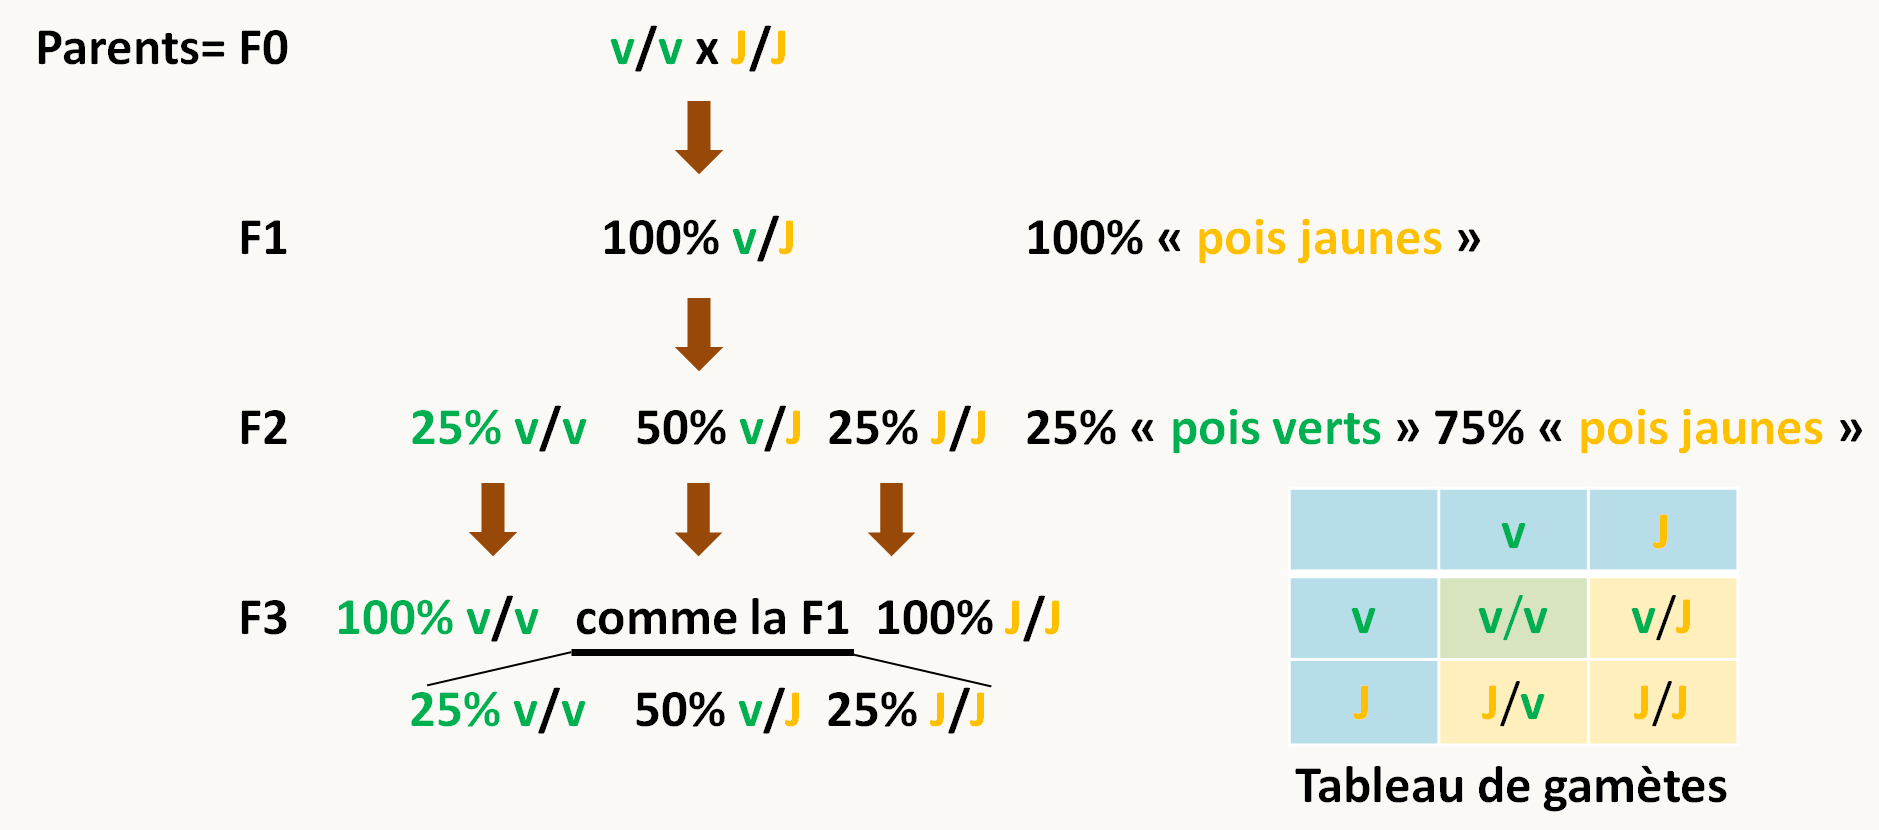 Parents= F0 v/v x J/J
F1 100% v/J 100% « pois jaunes »
F2 25% v/v 50% v/J 25% J/J 25% « pois verts » 75% « pois jaunes »
F3 100% v/v comme la F1 100% J/J
25% v/v 50% v/J 25% J/J
v J
v v/v v/J
J J/v J/J
Tableau de gamètes